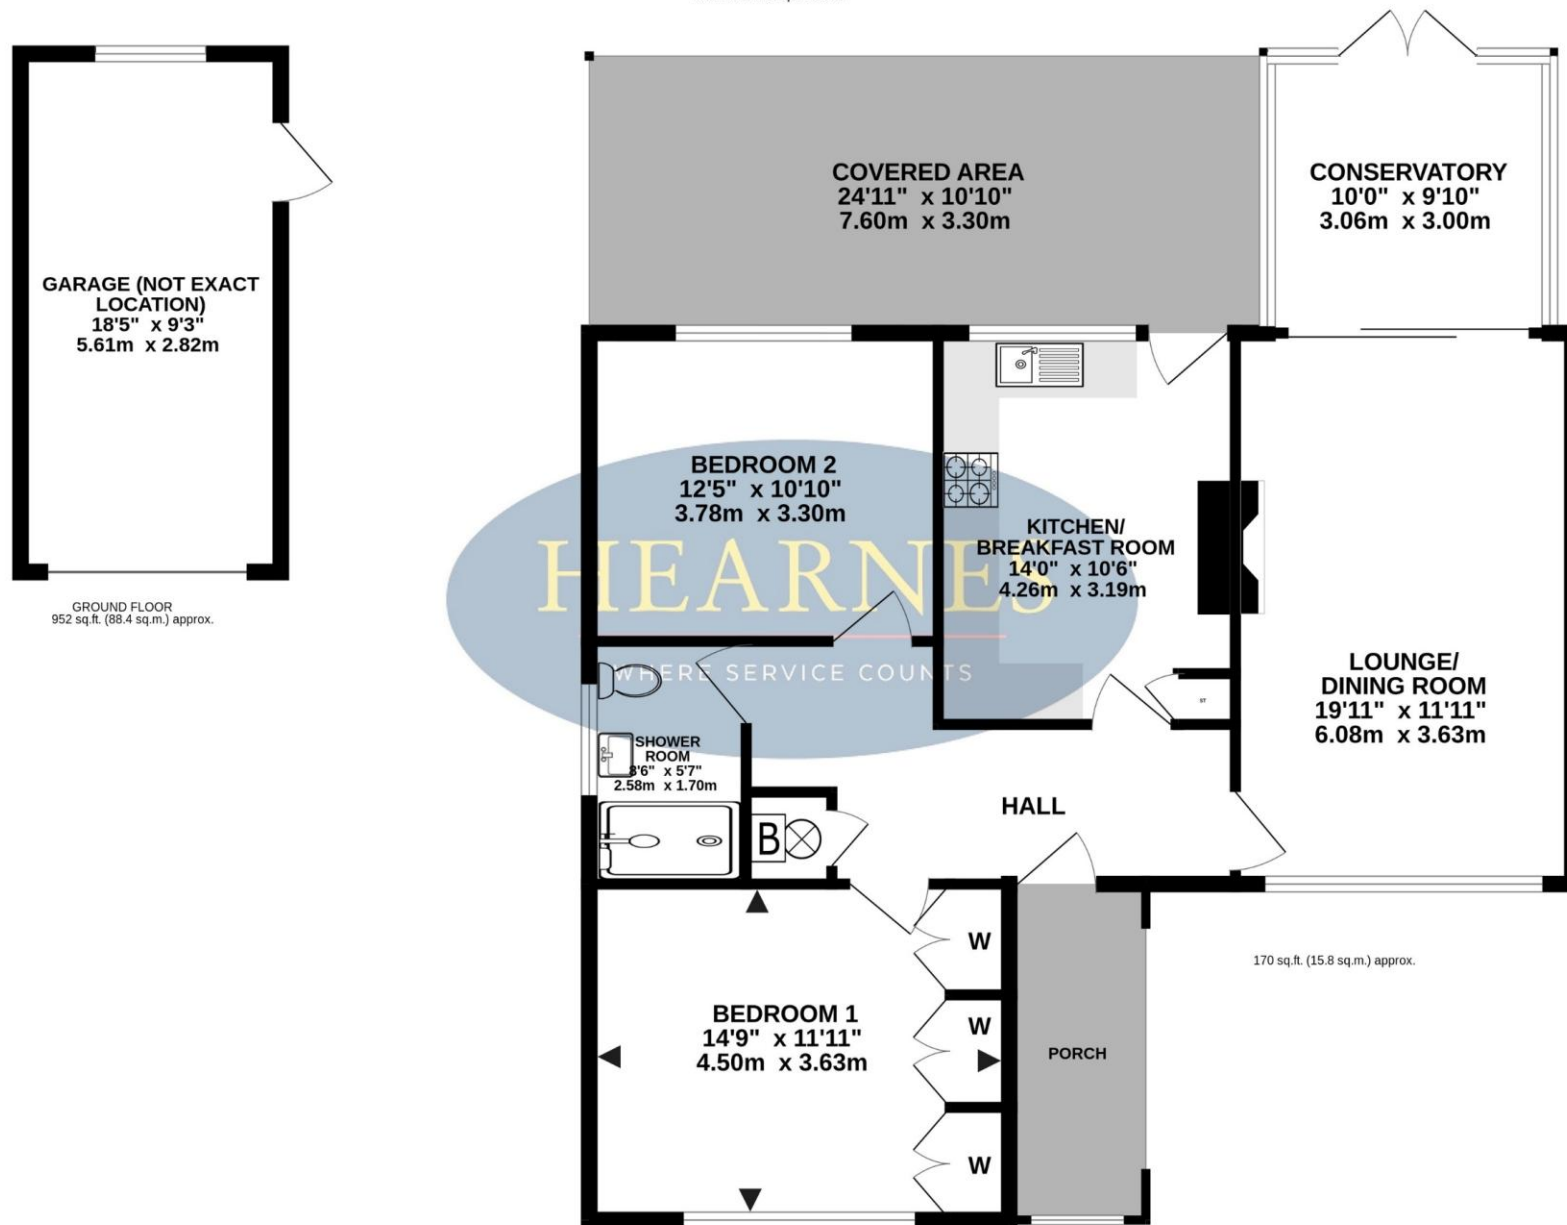 COVERED AREA
24'11" x 10'10"
7.60m x 3.30m
CONSERVATORY
10'0" x 9'10"
3.06m x 3.00m
GARAGE (NOT EXACT
LOCATION)
18'5" x 9'3"
5.61m x 2.82m
GROUND FLOOR
952 sq.ft. (88.4 sq.m.) approx.
BEDROOM 2
12'5" x 10'10"
3.78m x 3.30m
HEARNES
WHERE SERVICE COUNTS
KITCHEN/
BREAKFAST ROOM
14'0" x 10'6"
4.26m x 3.19m
ST
LOUNGE/
DINING ROOM
19'11" x 11'11"
6.08m x 3.63m
SHOWER
ROOM
8'6" x 5'7"
2.58m x 1.70m
B
HALL
W
W
W
BEDROOM 1
14'9" x 11'11"
4.50m x 3.63m
PORCH
170 sq.ft. (15.8 sq.m.) approx.